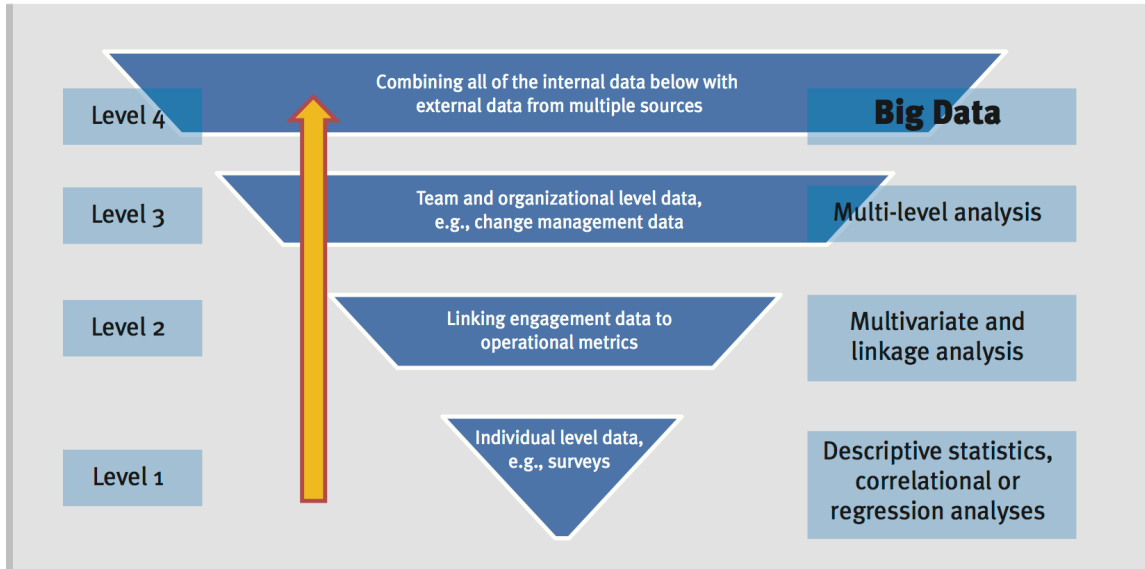 Combining all of the internal data below with
external data from multiple sources
Level 4
Big Data
Team and organizational level data,
e.g., change management data
Level 3
Multi-level analysis
Linking engagement data to
operational metrics
Level 2
Multivariate and
linkage analysis
Individual level data,
e.g., surveys
Level 1
Descriptive statistics,
correlational or
regression analyses